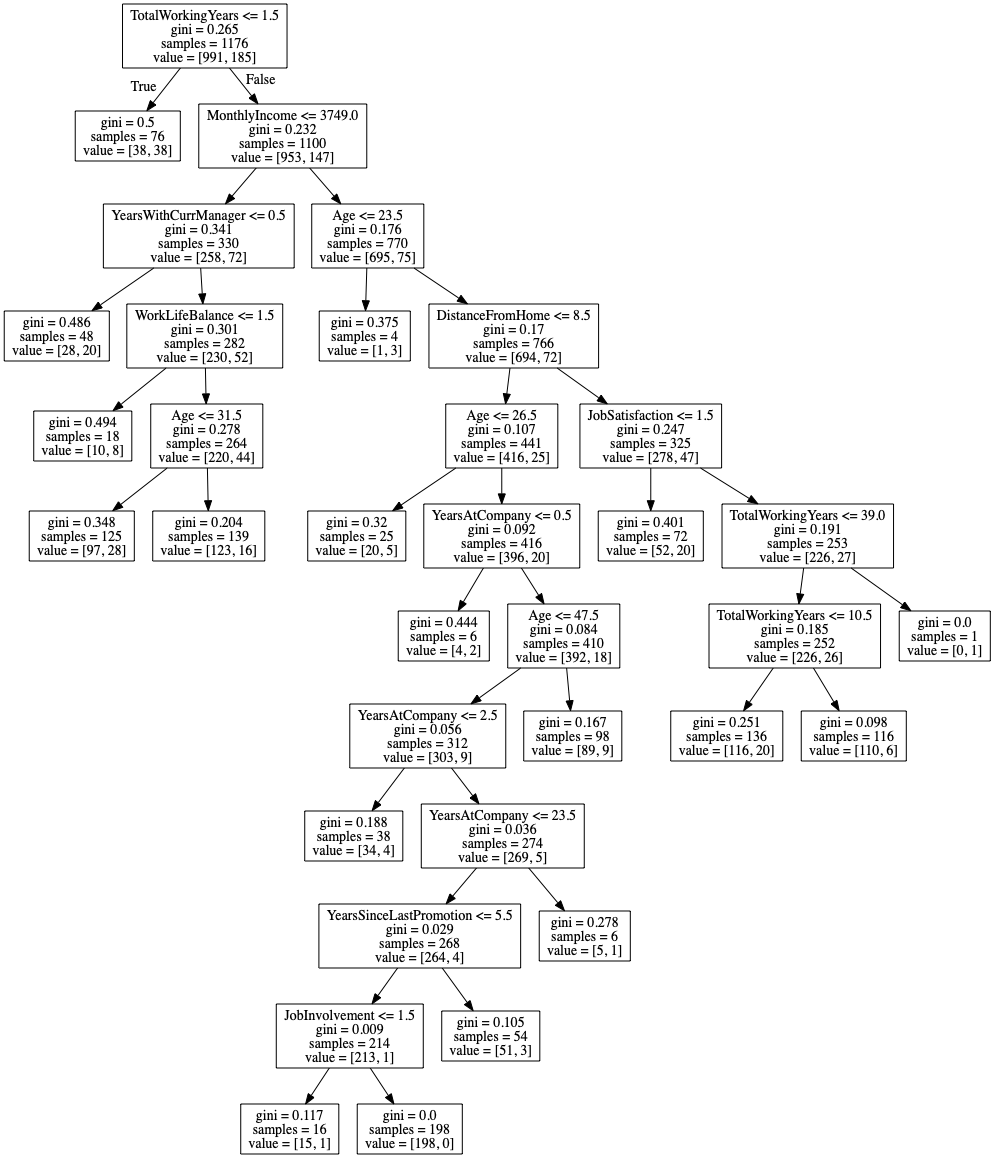 TotalWorkingYears <= 1.5
gini = 0.265
samples = 1176
value = [991, 185]
True
False
gini = 0.5
samples = 76
value = [38, 38]
MonthlyIncome <= 3749.0
gini = 0.232
samples = 1100
value = [953, 147]
YearsWithCurrManager <= 0.5
gini = 0.341
samples = 330
value = [258, 72]
Age <= 23.5
gini = 0.176
samples = 770
value = [695, 75]
gini = 0.486
samples = 48
value = [28, 20]
WorkLifeBalance <= 1.5
gini = 0.301
samples = 282
value = [230, 52]
gini = 0.375
samples = 4
value = [1, 3]
DistanceFromHome <= 8.5
gini = 0.17
samples = 766
value = [694, 72]
gini = 0.494
samples = 18
value = [10, 8]
Age <= 31.5
gini = 0.278
samples = 264
value = [220, 44]
Age <= 26.5
gini = 0.107
samples = 441
value = [416, 25]
JobSatisfaction <= 1.5
gini = 0.247
samples = 325
value = [278, 47]
gini = 0.348
samples = 125
value = [97, 28]
gini = 0.204
samples = 139
value = [123, 16]
gini = 0.32
samples = 25
value = [20, 5]
YearsAtCompany <= 0.5
gini = 0.092
samples = 416
value = [396, 20]
gini = 0.401
samples = 72
value = [52, 20]
TotalWorkingYears <= 39.0
gini = 0.191
samples = 253
value = [226, 27]
gini = 0.444
samples = 6
value = [4, 2]
Age <= 47.5
gini = 0.084
samples = 410
value = [392, 18]
TotalWorkingYears <= 10.5
gini = 0.185
samples = 252
value = [226, 26]
gini = 0.0
samples = 1
value = [0, 1]
YearsAtCompany <= 2.5
gini = 0.056
samples = 312
value = [303, 9]
gini = 0.167
samples = 98
value = [89, 9]
gini = 0.251
samples = 136
value = [116, 20]
gini = 0.098
samples = 116
value = [110, 6]
gini = 0.188
samples = 38
value = [34, 4]
YearsAtCompany <= 23.5
gini = 0.036
samples = 274
value = [269, 5]
YearsSinceLastPromotion <= 5.5
gini = 0.029
samples = 268
value = [264, 4]
gini = 0.278
samples = 6
value = [5, 1]
JobInvolvement <= 1.5
gini = 0.009
samples = 214
value = [213, 1]
gini = 0.105
samples = 54
value = [51, 3]
gini = 0.117
samples = 16
value = [15, 1]
gini = 0.0
samples = 198
value = [198, 0]